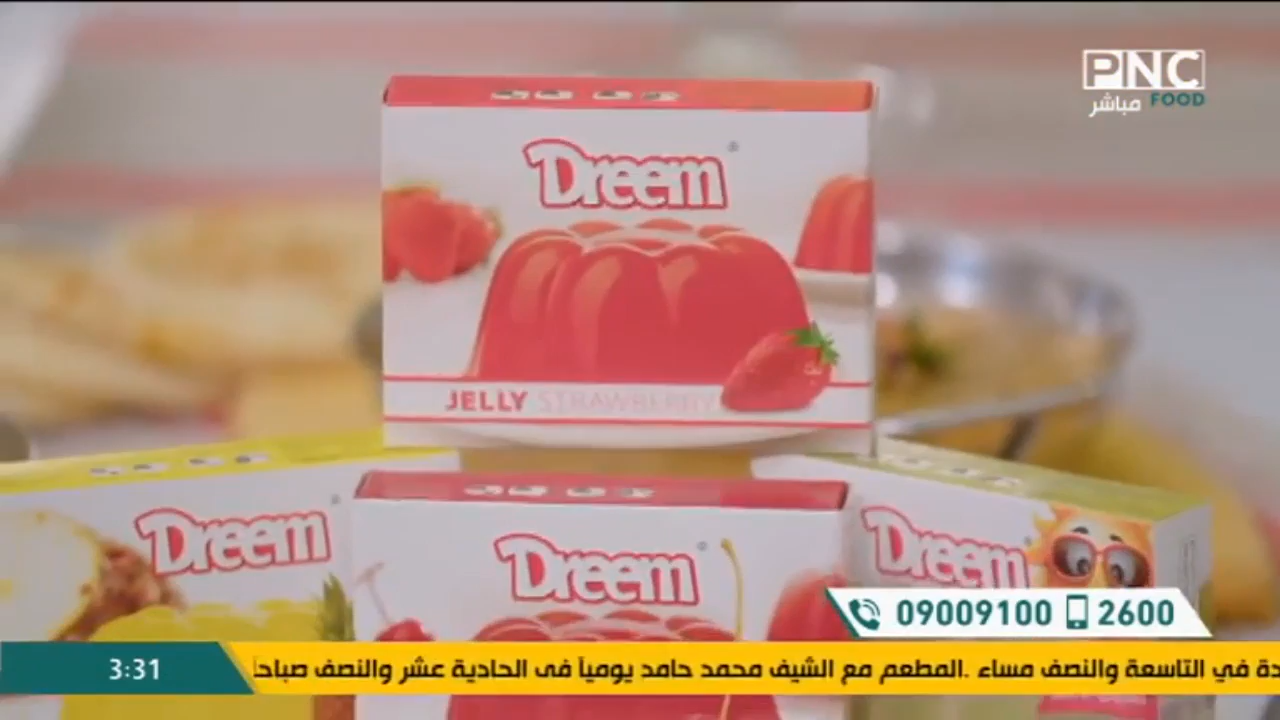 PNC
FOOD مباشر
Dreem
JELLY STRAWBERRY
Dreem
Dreem
Dreem
09009100 2600
3:31
دة في التاسعة والنصف مساء .المطعم مع الشيف محمد حامد يومياً فى الحادية عشر والنصف صباحاً